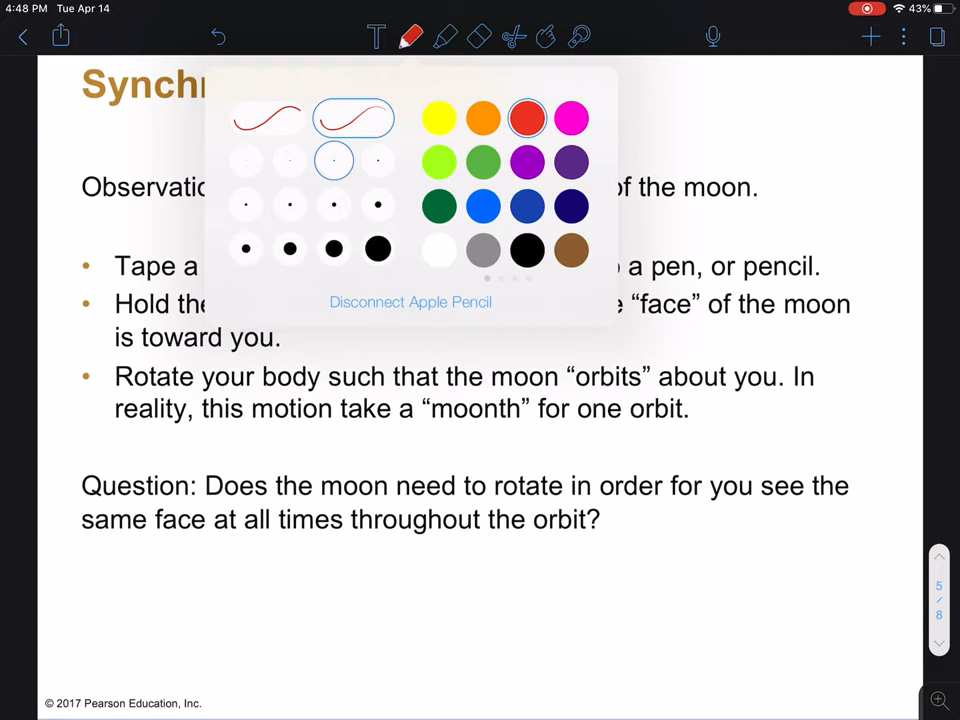 4:48 PM Tue Apr 14
43%
Synch
of the moon.
Tape a a pen, or pencil.
Hold the "face" of the moon
is toward you.
Disconnect Apple Pencil
• Rotate your body such that the moon “orbits” about you. In
reality, this motion take a “moonth” for one orbit.
Question: Does the moon need to rotate in order for you see the
same face at all times throughout the orbit?
5
/
8
© 2017 Pearson Education, Inc.